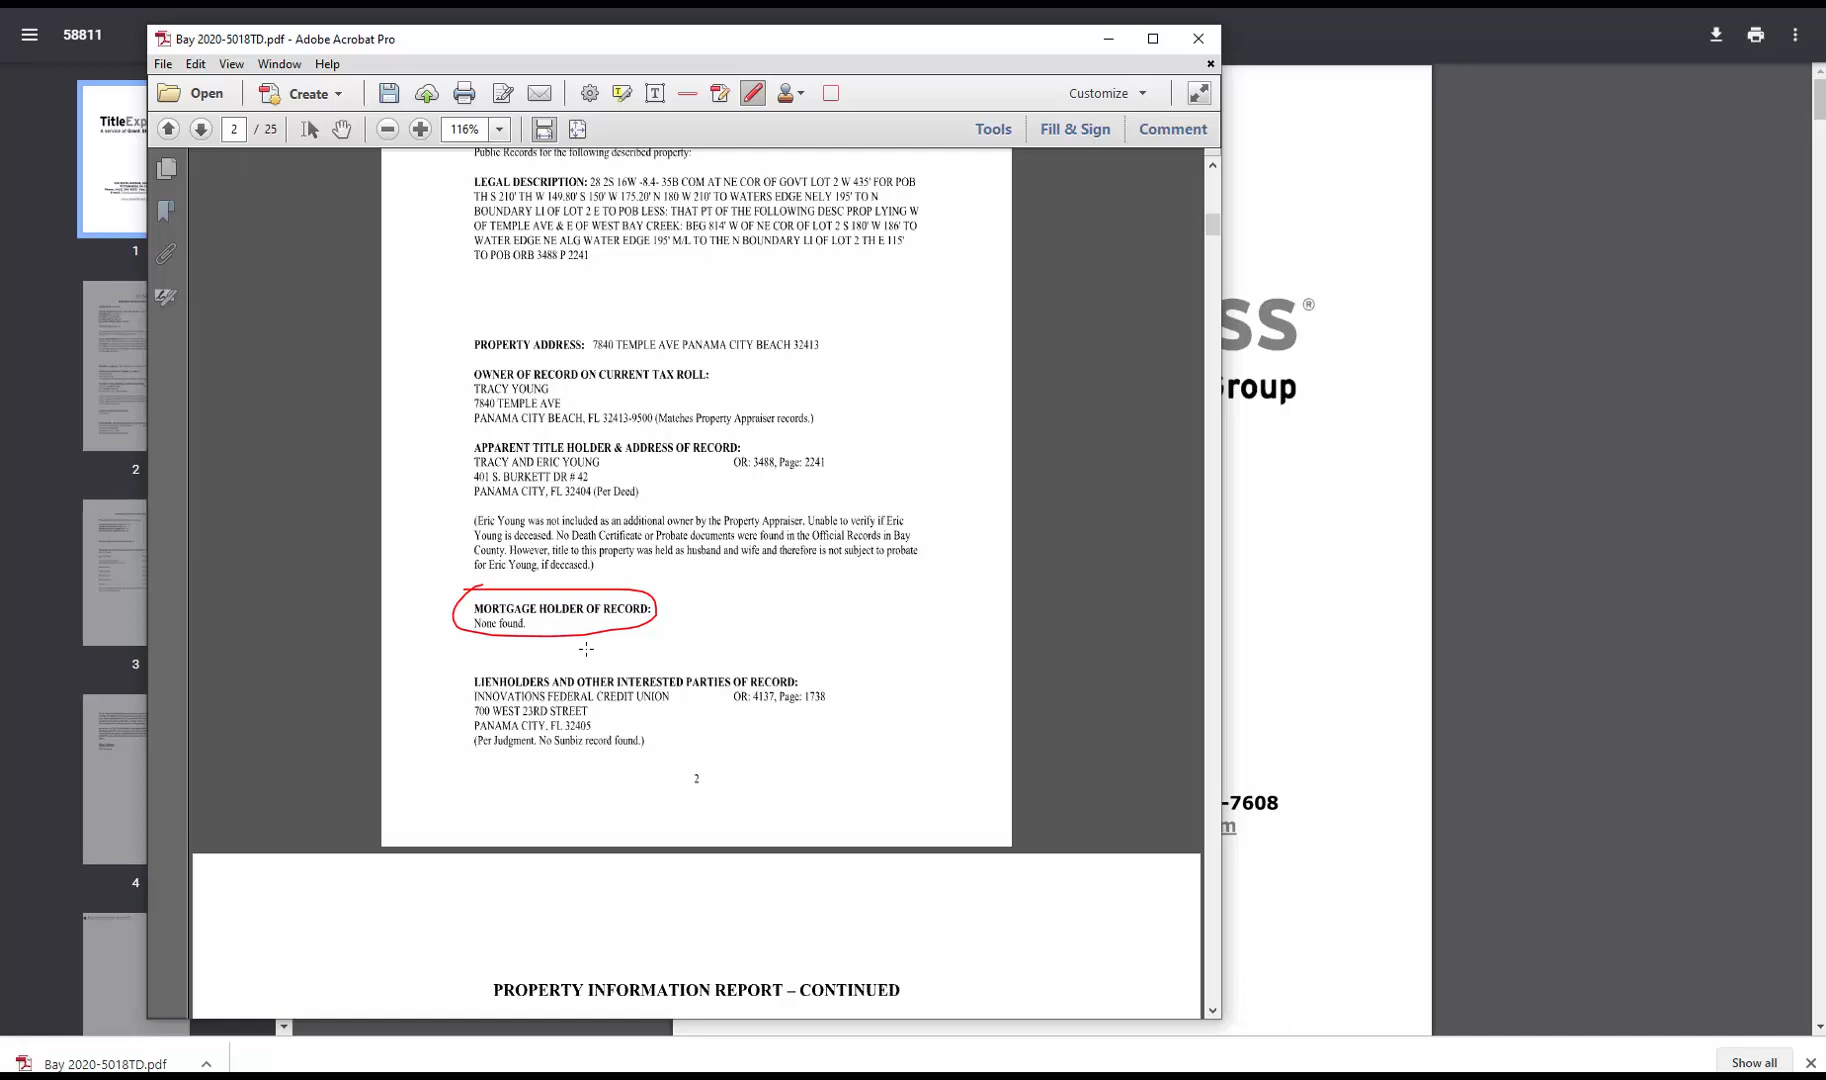 58811
Bay 2020-5018TD.pdf - Adobe Acrobat Pro
File Edit View Window Help
Open Create Customize
2 / 25 116% Tools Fill & Sign Comment
TitleExp
1
2
3
4
Public Records for the following described property:
LEGAL DESCRIPTION: 28 2S 16W -8.4- 35B COM AT NE COR OF GOVT LOT 2 W 435' FOR POB
TH S 210' TH W 149.80' S 150' W 175.20' N 180 W 210' TO WATERS EDGE NELY 195' TO N
BOUNDARY LI OF LOT 2 E TO POB LESS: THAT PT OF THE FOLLOWING DESC PROP LYING W
OF TEMPLE AVE & E OF WEST BAY CREEK: BEG 814' W OF NE COR OF LOT 2 S 180' W 186' TO
WATER EDGE NE ALG WATER EDGE 195' M/L TO THE N BOUNDARY LI OF LOT 2 TH E 115'
TO POB ORB 3488 P 2241
PROPERTY ADDRESS: 7840 TEMPLE AVE PANAMA CITY BEACH 32413
OWNER OF RECORD ON CURRENT TAX ROLL:
TRACY YOUNG
7840 TEMPLE AVE
PANAMA CITY BEACH, FL 32413-9500 (Matches Property Appraiser records.)
APPARENT TITLE HOLDER & ADDRESS OF RECORD:
TRACY AND ERIC YOUNG OR: 3488, Page: 2241
401 S. BURKETT DR # 42
PANAMA CITY, FL 32404 (Per Deed)
(Eric Young was not included as an additional owner by the Property Appraiser. Unable to verify if Eric
Young is deceased. No Death Certificate or Probate documents were found in the Official Records in Bay
County. However, title to this property was held as husband and wife and therefore is not subject to probate
for Eric Young, if deceased.)
MORTGAGE HOLDER OF RECORD:
None found.
LIENHOLDERS AND OTHER INTERESTED PARTIES OF RECORD:
INNOVATIONS FEDERAL CREDIT UNION OR: 4137, Page: 1738
700 WEST 23RD STREET
PANAMA CITY, FL 32405
(Per Judgment. No Sunbiz record found.)
2
PROPERTY INFORMATION REPORT – CONTINUED
ss®
Group
-7608
m
Bay 2020-5018TD.pdf
Show all